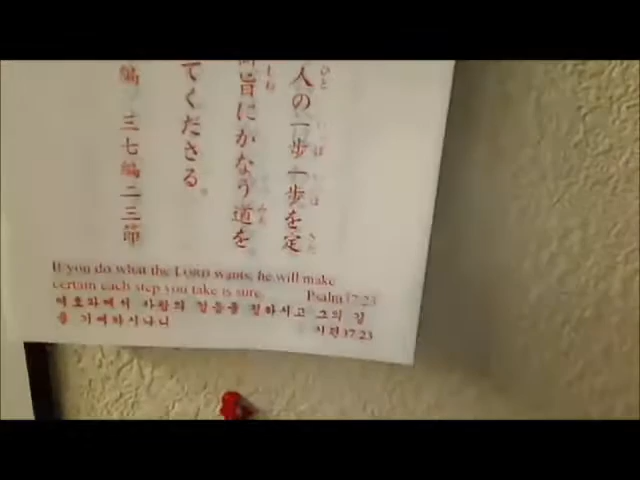 人の一歩一歩を定
旨にかなう道を
てくださる。
編 三七編二三節
If you do what the LORD wants, he will make
certain each step you take is sure.
Psalm 37:23
여호와께서 사람의 걸음을 정하시고 그의 길
을 기뻐하시나니
시편 37:23